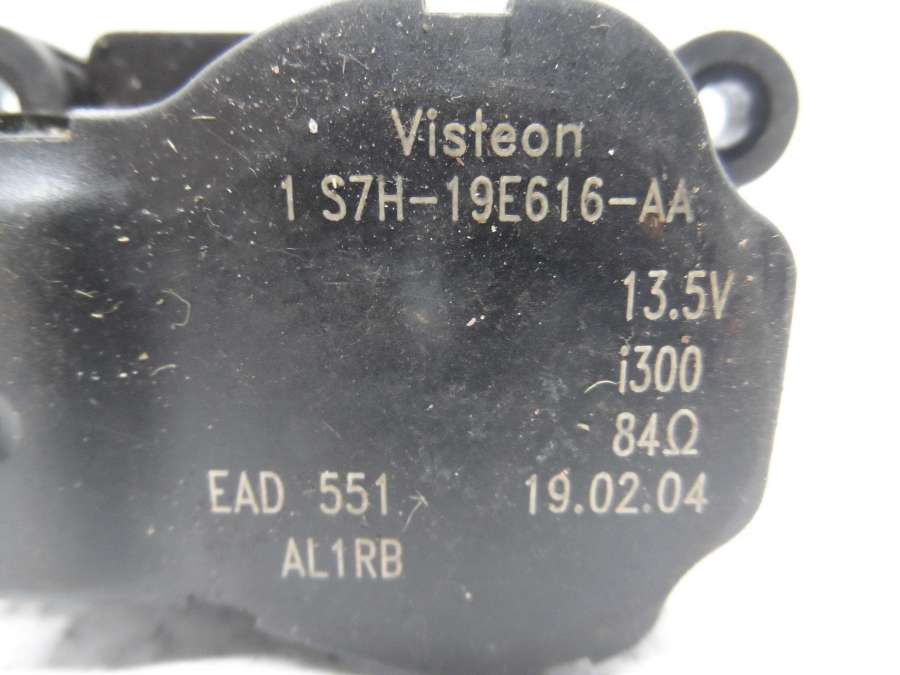 Visteon
1 S7H-19E616-AA
13.5V
i300
84Ω
EAD 551 19.02.04
AL1RB